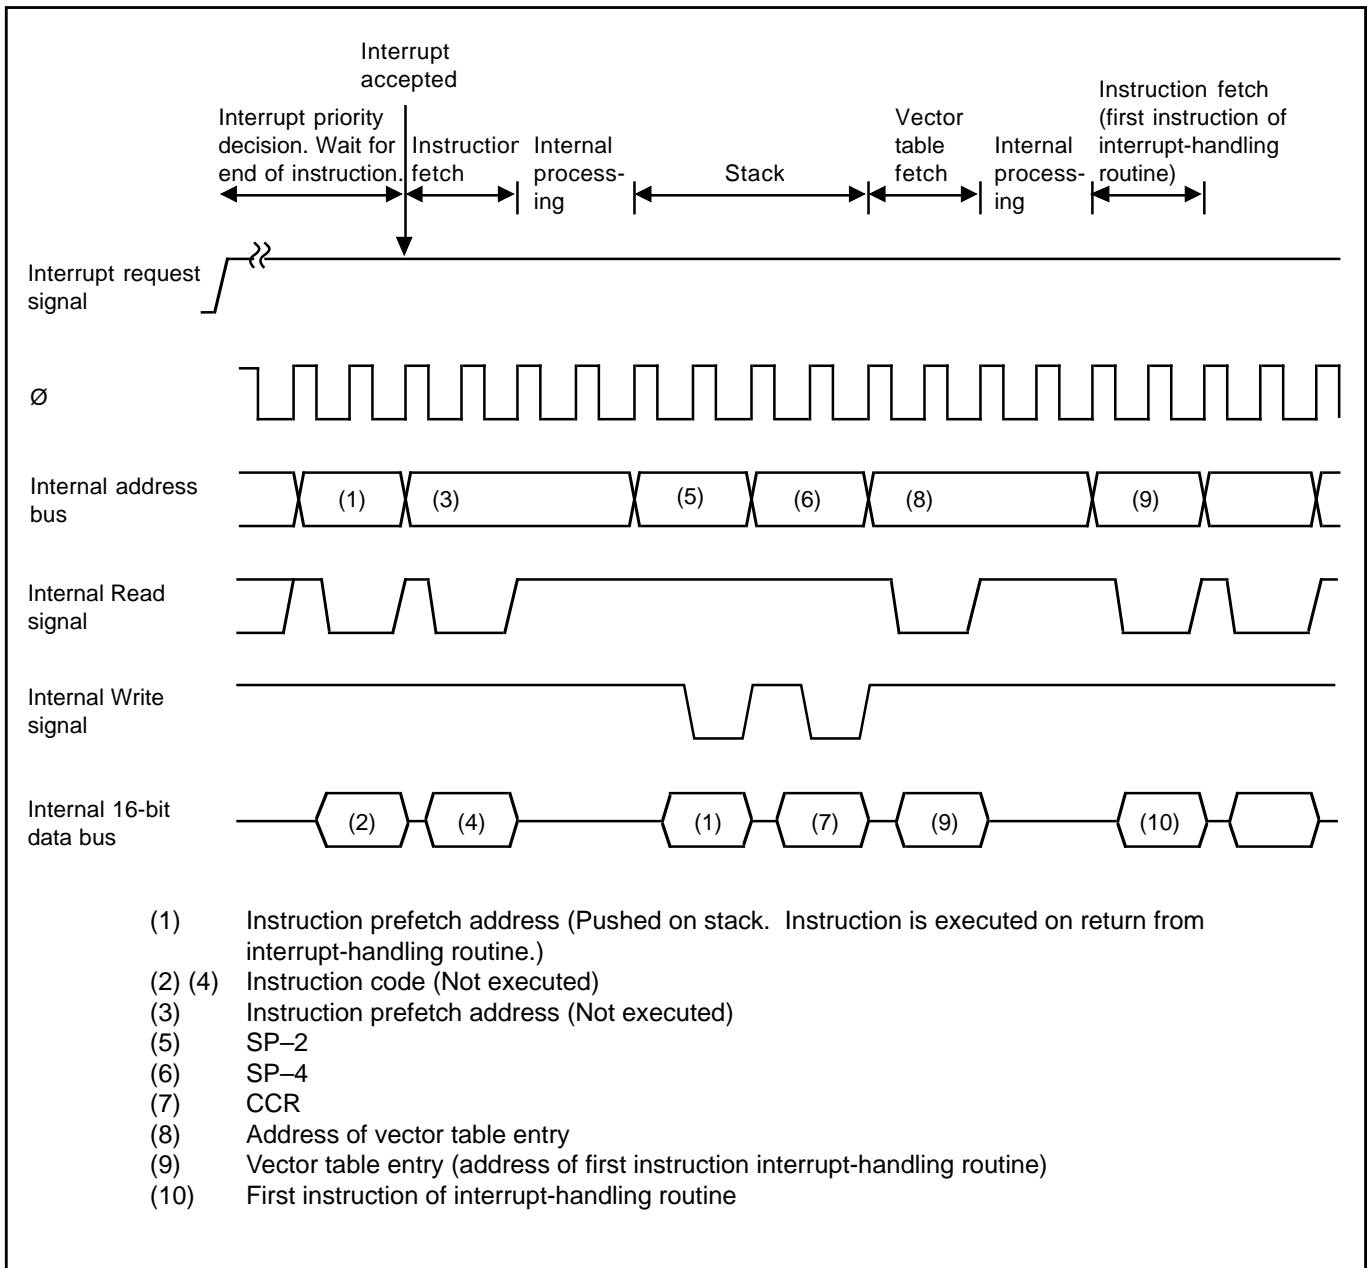 Interrupt
accepted
Interrupt priority
decision. Wait for
end of instruction.
Instruction
fetch
Internal
process-
ing
Stack
Vector
table
fetch
Internal
process-
ing
Instruction fetch
(first instruction of
interrupt-handling
routine)
Interrupt request
signal
Ø
Internal address
bus
(1) (3) (5) (6) (8) (9)
Internal Read
signal
Internal Write
signal
Internal 16-bit
data bus
(2) (4) (1) (7) (9) (10)
(1) Instruction prefetch address (Pushed on stack. Instruction is executed on return from
interrupt-handling routine.)
(2) (4) Instruction code (Not executed)
(3) Instruction prefetch address (Not executed)
(5) SP–2
(6) SP–4
(7) CCR
(8) Address of vector table entry
(9) Vector table entry (address of first instruction interrupt-handling routine)
(10) First instruction of interrupt-handling routine